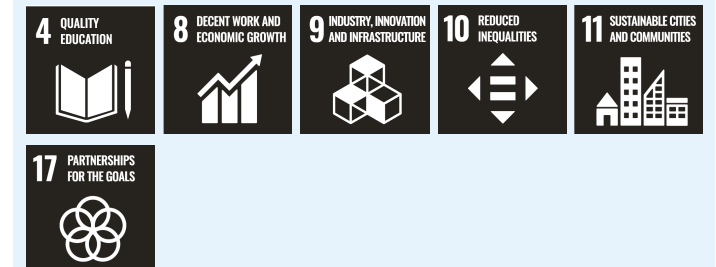 4 QUALITY
EDUCATION
8 DECENT WORK AND
ECONOMIC GROWTH
9 INDUSTRY, INNOVATION
AND INFRASTRUCTURE
10 REDUCED
INEQUALITIES
11 SUSTAINABLE CITIES
AND COMMUNITIES
17 PARTNERSHIPS
FOR THE GOALS